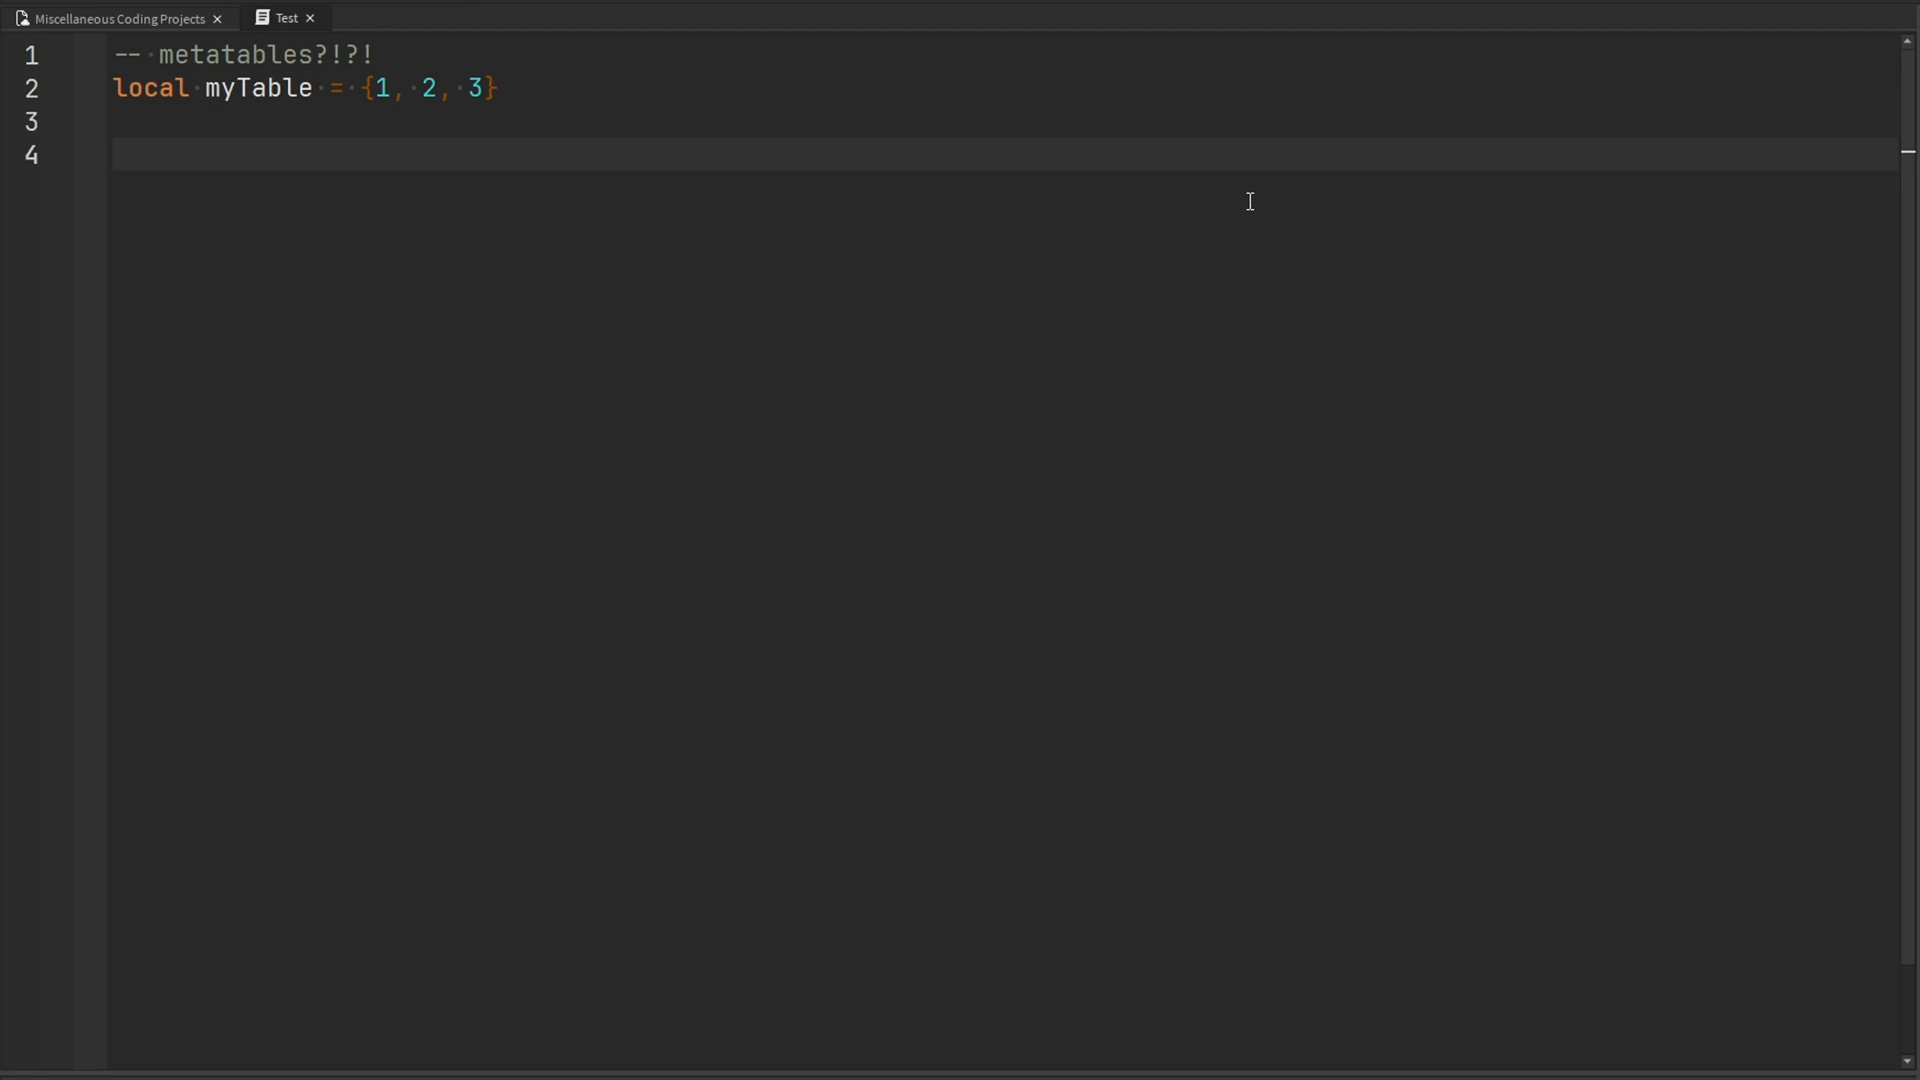 Miscellaneous Coding Projects
Test
1 -- metatables?!?!
2 local myTable = {1, 2, 3}
3
4